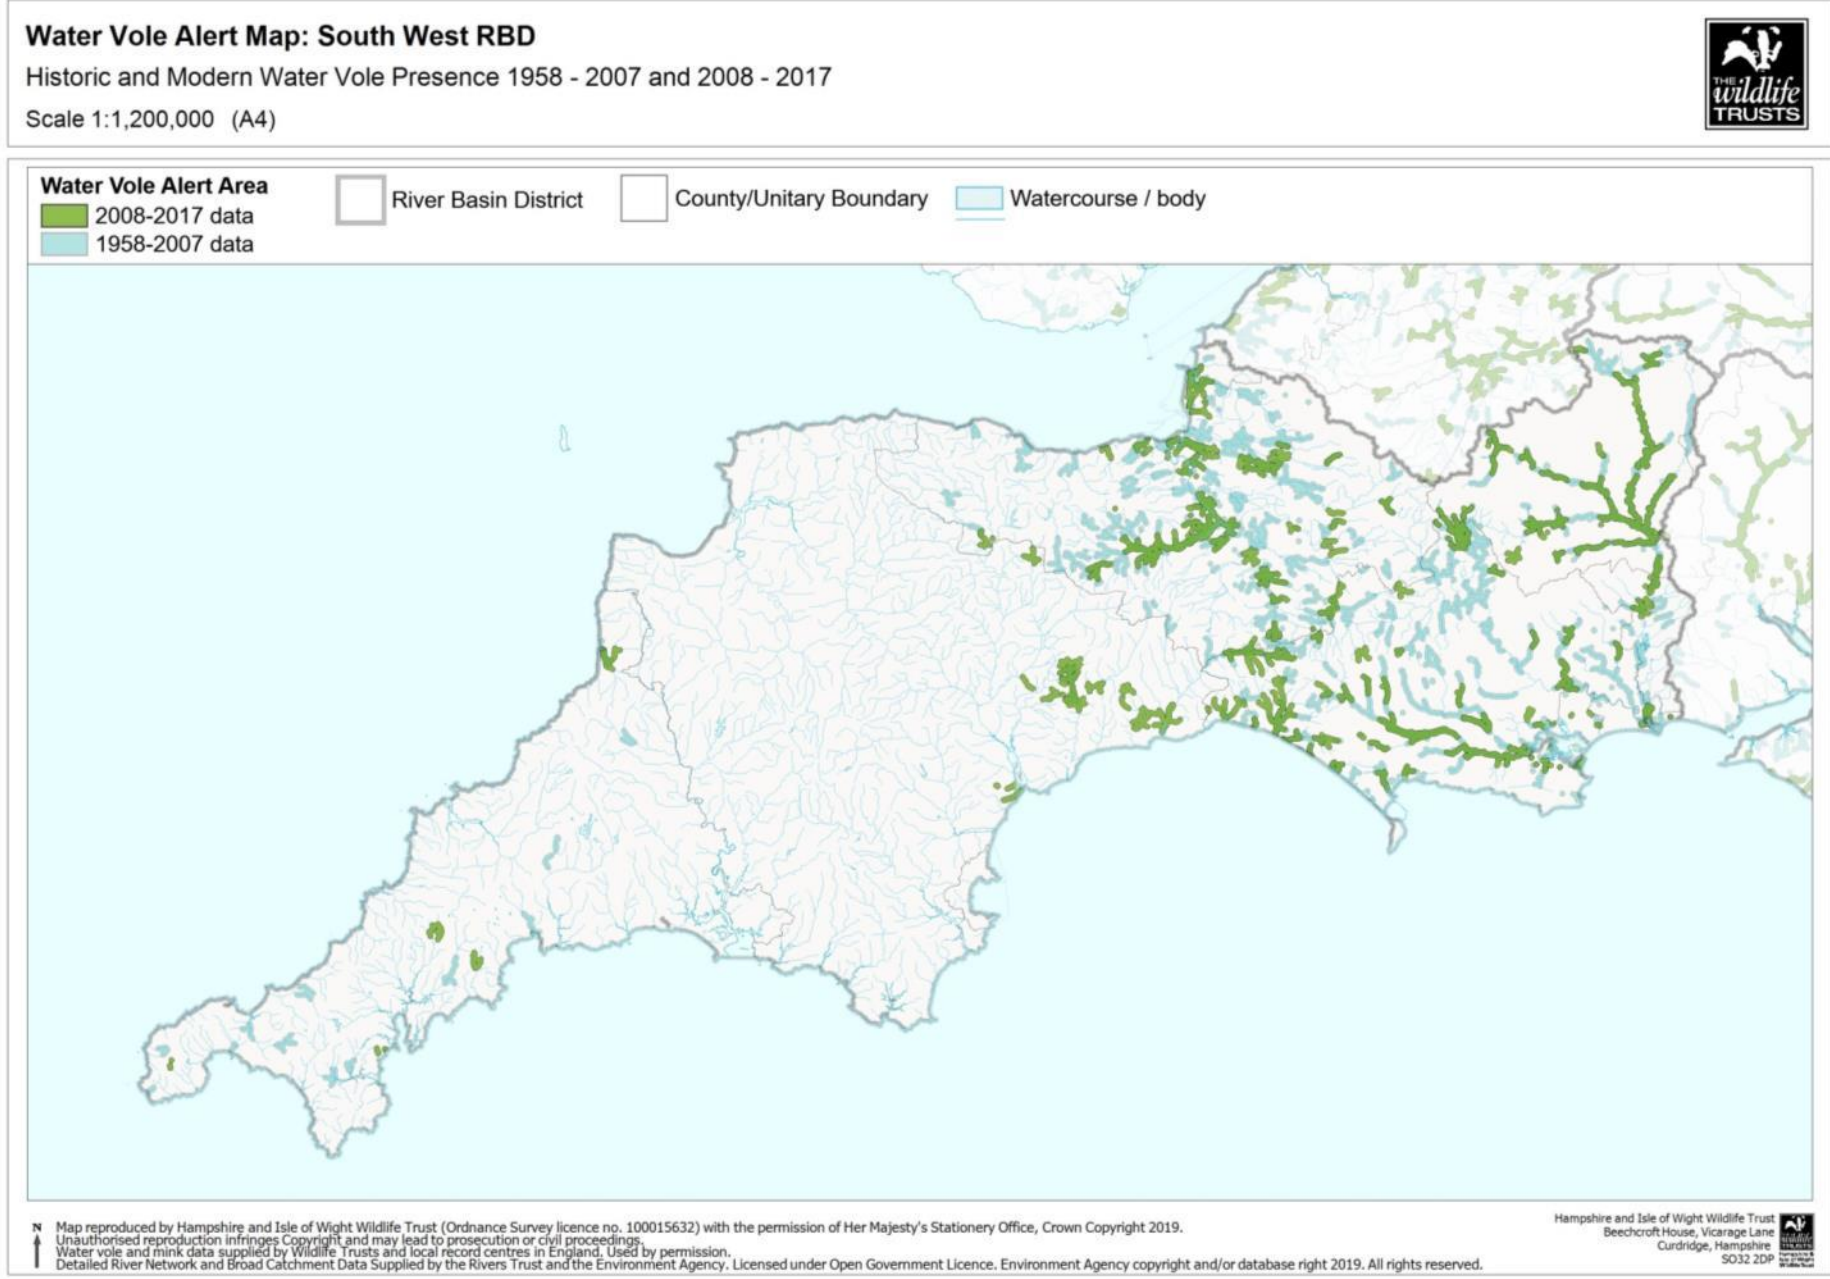 Water Vole Alert Map: South West RBD
Historic and Modern Water Vole Presence 1958 - 2007 and 2008 - 2017
Scale 1:1,200,000 (A4)
THE
wildlife
TRUSTS
Water Vole Alert Area
2008-2017 data
1958-2007 data
River Basin District
County/Unitary Boundary
Watercourse / body
N
Map reproduced by Hampshire and Isle of Wight Wildlife Trust (Ordnance Survey licence no. 100015632) with the permission of Her Majesty's Stationery Office, Crown Copyright 2019.
Unauthorised reproduction infringes Copyright and may lead to prosecution or civil proceedings.
Water vole and mink data supplied by Wildlife Trusts and local record centres in England. Used by permission.
Detailed River Network and Broad Catchment Data Supplied by the Rivers Trust and the Environment Agency. Licensed under Open Government Licence. Environment Agency copyright and/or database right 2019. All rights reserved.
Hampshire and Isle of Wight Wildlife Trust
Beechcroft House, Vicarage Lane
Curdridge, Hampshire
SO32 2DP